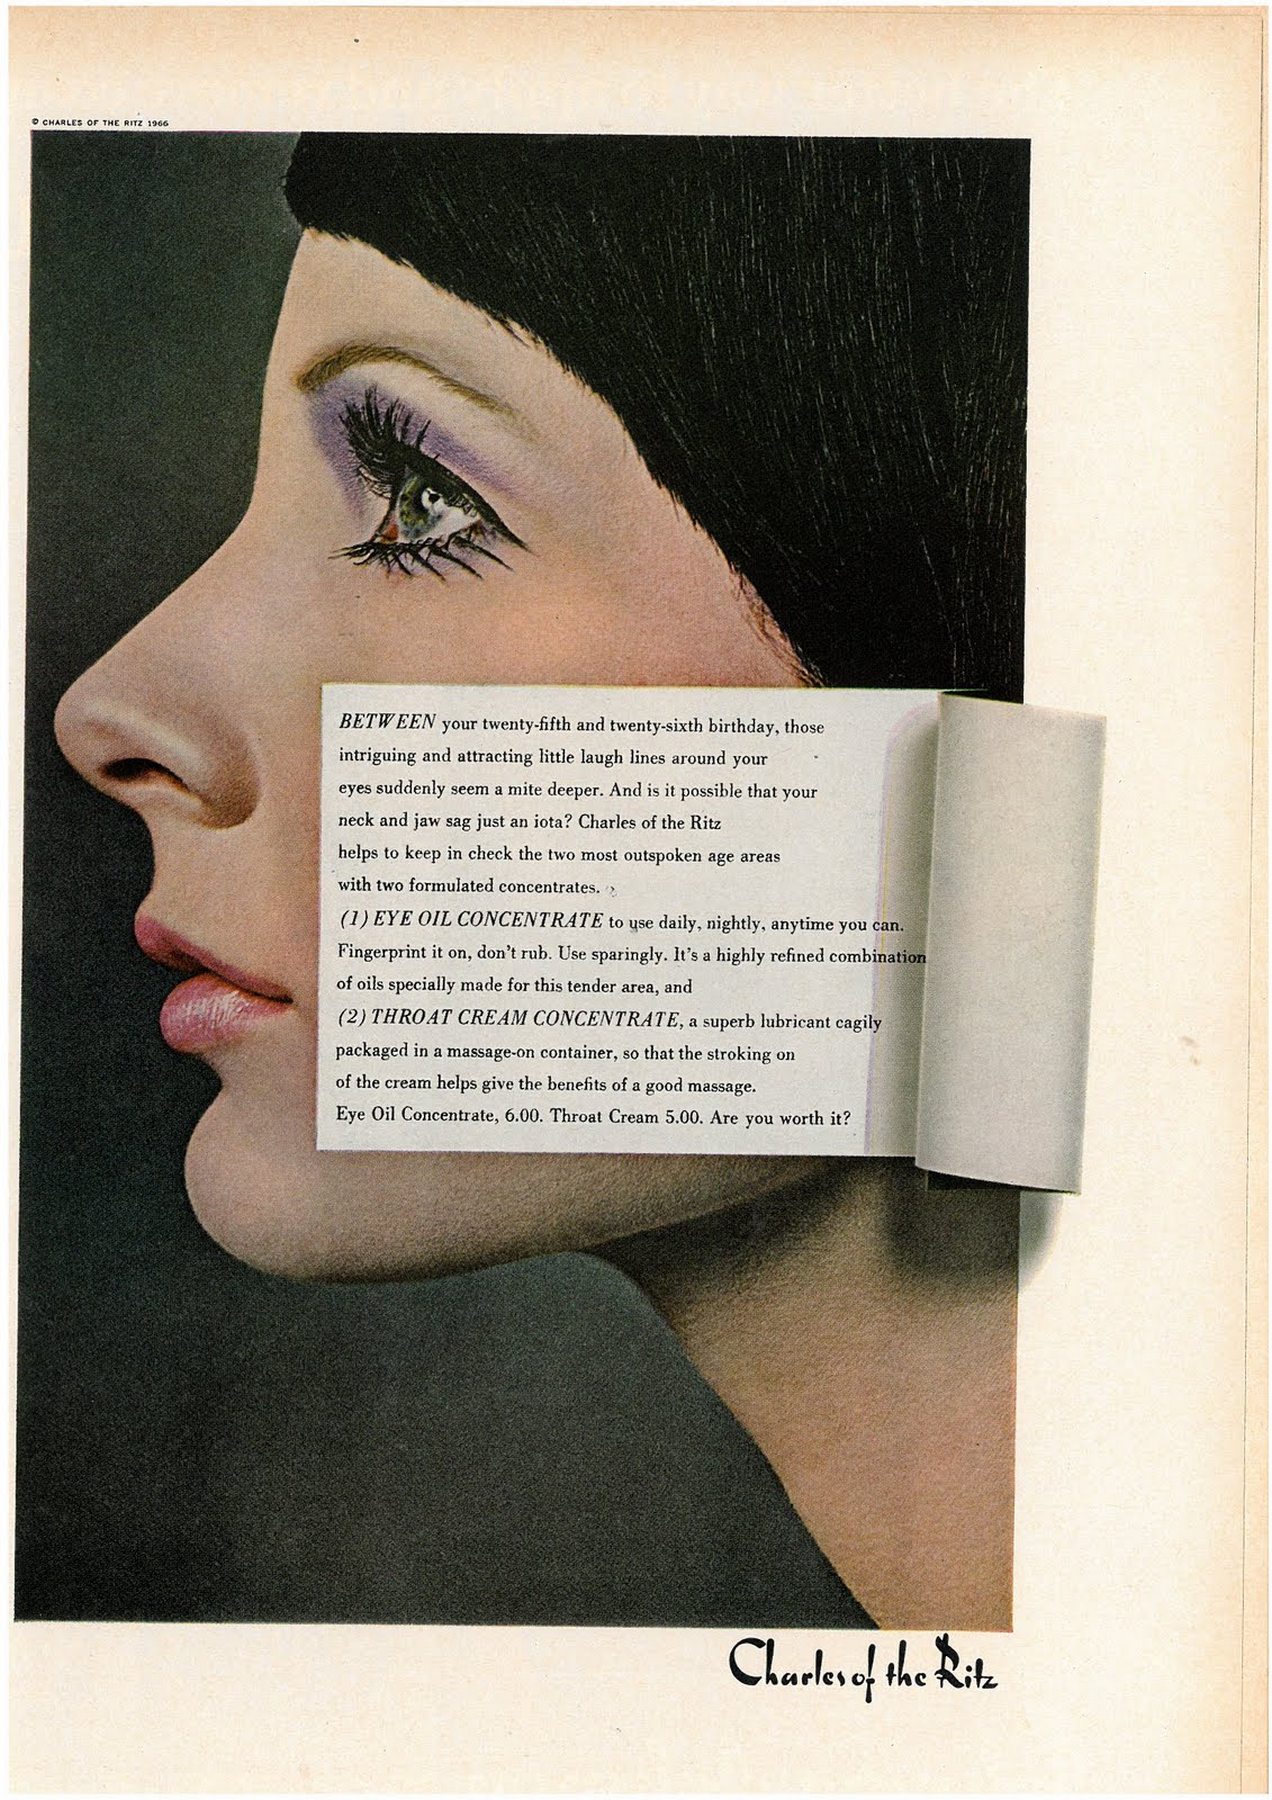 © CHARLES OF THE RITZ 1966
BETWEEN your twenty-fifth and twenty-sixth birthday, those
intriguing and attracting little laugh lines around your
eyes suddenly seem a mite deeper. And is it possible that your
neck and jaw sag just an iota? Charles of the Ritz
helps to keep in check the two most outspoken age areas
with two formulated concentrates.
(1) EYE OIL CONCENTRATE to use daily, nightly, anytime you can.
Fingerprint it on, don't rub. Use sparingly. It's a highly refined combination
of oils specially made for this tender area, and
(2) THROAT CREAM CONCENTRATE, a superb lubricant cagily
packaged in a massage-on container, so that the stroking on
of the cream helps give the benefits of a good massage.
Eye Oil Concentrate, 6.00. Throat Cream 5.00. Are you worth it?
Charles of the Ritz